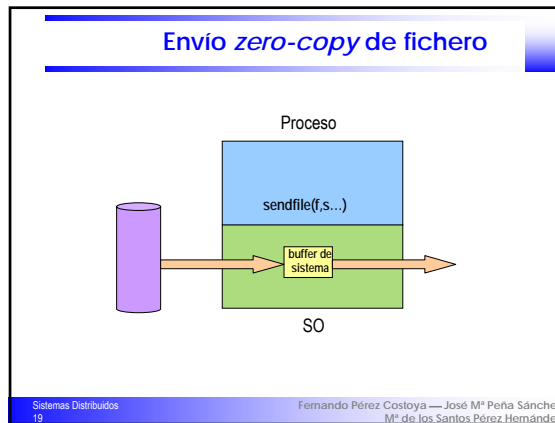 Envío zero-copy de fichero
Proceso
sendfile(f,s...)
buffer de
sistema
SO
Sistemas Distribuidos
19
Fernando Pérez Costoya — José Mª Peña Sánche
Mª de los Santos Pérez Hernánde